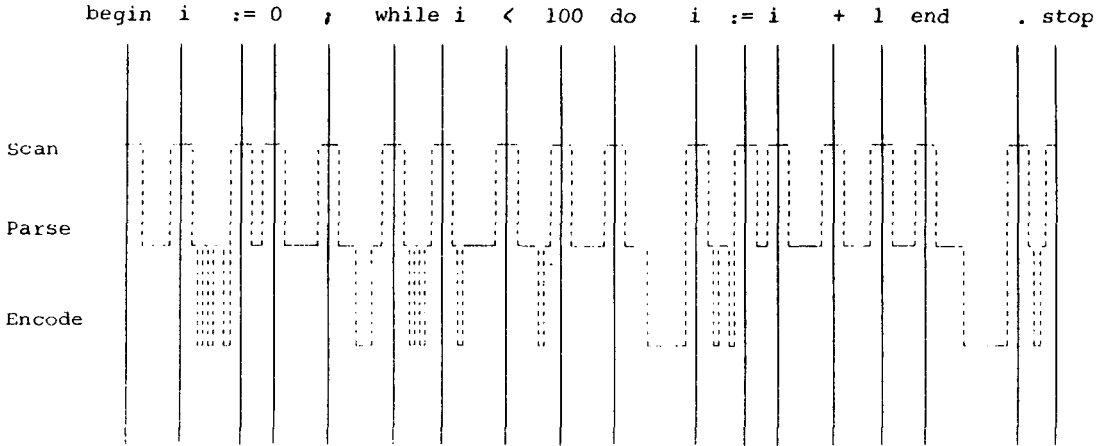 begin i := 0 ; while i < 100 do i := i + 1 end . stop
Scan
Parse
Encode